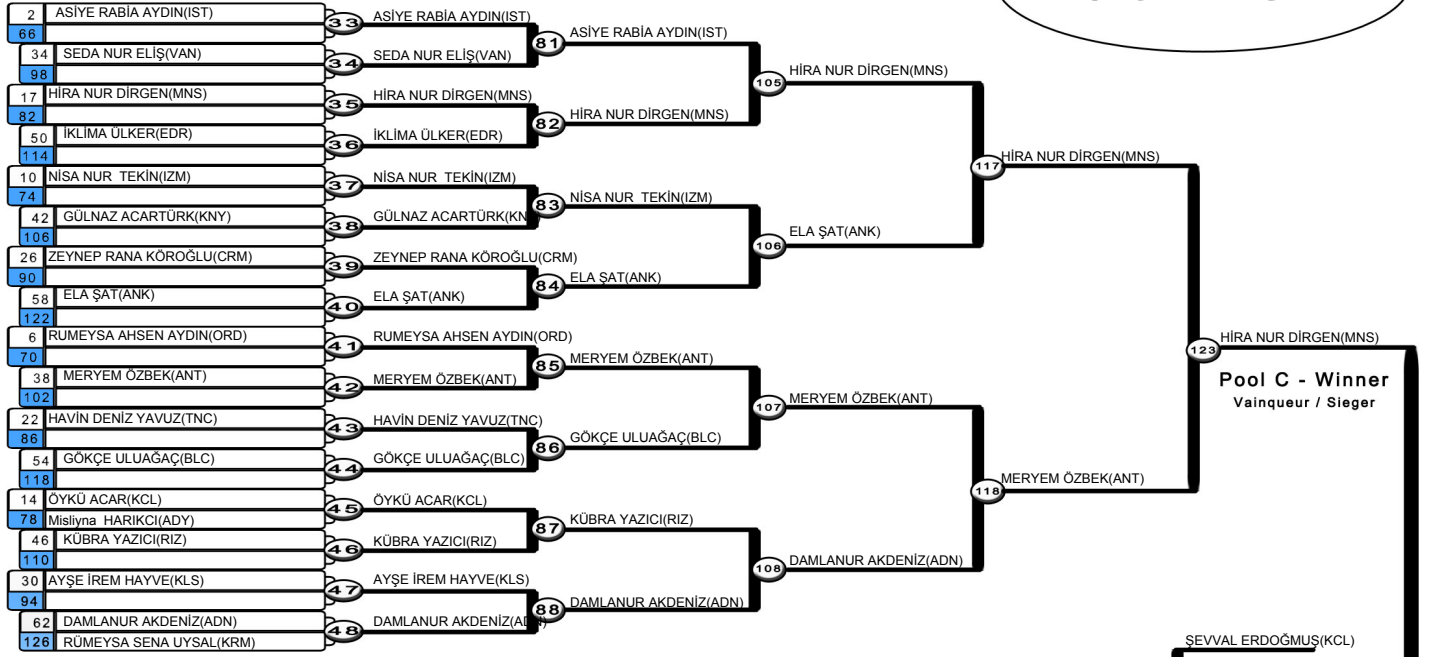 2 ASİYE RABİA AYDIN(IST)
66
33 ASİYE RABİA AYDIN(IST)
34 SEDA NUR ELİŞ(VAN)
98
34 SEDA NUR ELİŞ(VAN)
81 ASİYE RABİA AYDIN(IST)
17 HİRA NUR DİRGEN(MNS)
82
35 HİRA NUR DİRGEN(MNS)
50 İKLİMA ÜLKER(EDR)
114
36 İKLİMA ÜLKER(EDR)
82 HİRA NUR DİRGEN(MNS)
105 HİRA NUR DİRGEN(MNS)
10 NİSA NUR TEKİN(IZM)
74
37 NİSA NUR TEKİN(IZM)
42 GÜLNAZ ACARTÜRK(KNY)
106
38 GÜLNAZ ACARTÜRK(KN
83 NİSA NUR TEKİN(IZM)
26 ZEYNEP RANA KÖROĞLU(CRM)
90
39 ZEYNEP RANA KÖROĞLU(CRM)
58 ELA ŞAT(ANK)
122
40 ELA ŞAT(ANK)
84 ELA ŞAT(ANK)
106 ELA ŞAT(ANK)
117 HİRA NUR DİRGEN(MNS)
6 RUMEYSA AHSEN AYDIN(ORD)
70
41 RUMEYSA AHSEN AYDIN(ORD)
38 MERYEM ÖZBEK(ANT)
102
42 MERYEM ÖZBEK(ANT)
85 MERYEM ÖZBEK(ANT)
22 HAVİN DENİZ YAVUZ(TNC)
86
43 HAVİN DENİZ YAVUZ(TNC)
54 GÖKÇE ULUAĞAÇ(BLC)
118
44 GÖKÇE ULUAĞAÇ(BLC)
86 GÖKÇE ULUAĞAÇ(BLC)
107 MERYEM ÖZBEK(ANT)
14 ÖYKÜ ACAR(KCL)
78 Misliyna HARIKCI(ADY)
45 ÖYKÜ ACAR(KCL)
46 KÜBRA YAZICI(RIZ)
110
46 KÜBRA YAZICI(RIZ)
87 KÜBRA YAZICI(RIZ)
30 AYŞE İREM HAYVE(KLS)
94
47 AYŞE İREM HAYVE(KLS)
62 DAMLANUR AKDENİZ(ADN)
126 RÜMEYSA SENA UYSAL(KRM)
48 DAMLANUR AKDENİZ(ADN)
88 DAMLANUR AKDENİZ(ADN)
108 DAMLANUR AKDENİZ(ADN)
118 MERYEM ÖZBEK(ANT)
123 HİRA NUR DİRGEN(MNS)
Pool C - Winner
Vainqueur / Sieger
ŞEVVAL ERDOĞMUŞ(KCL)